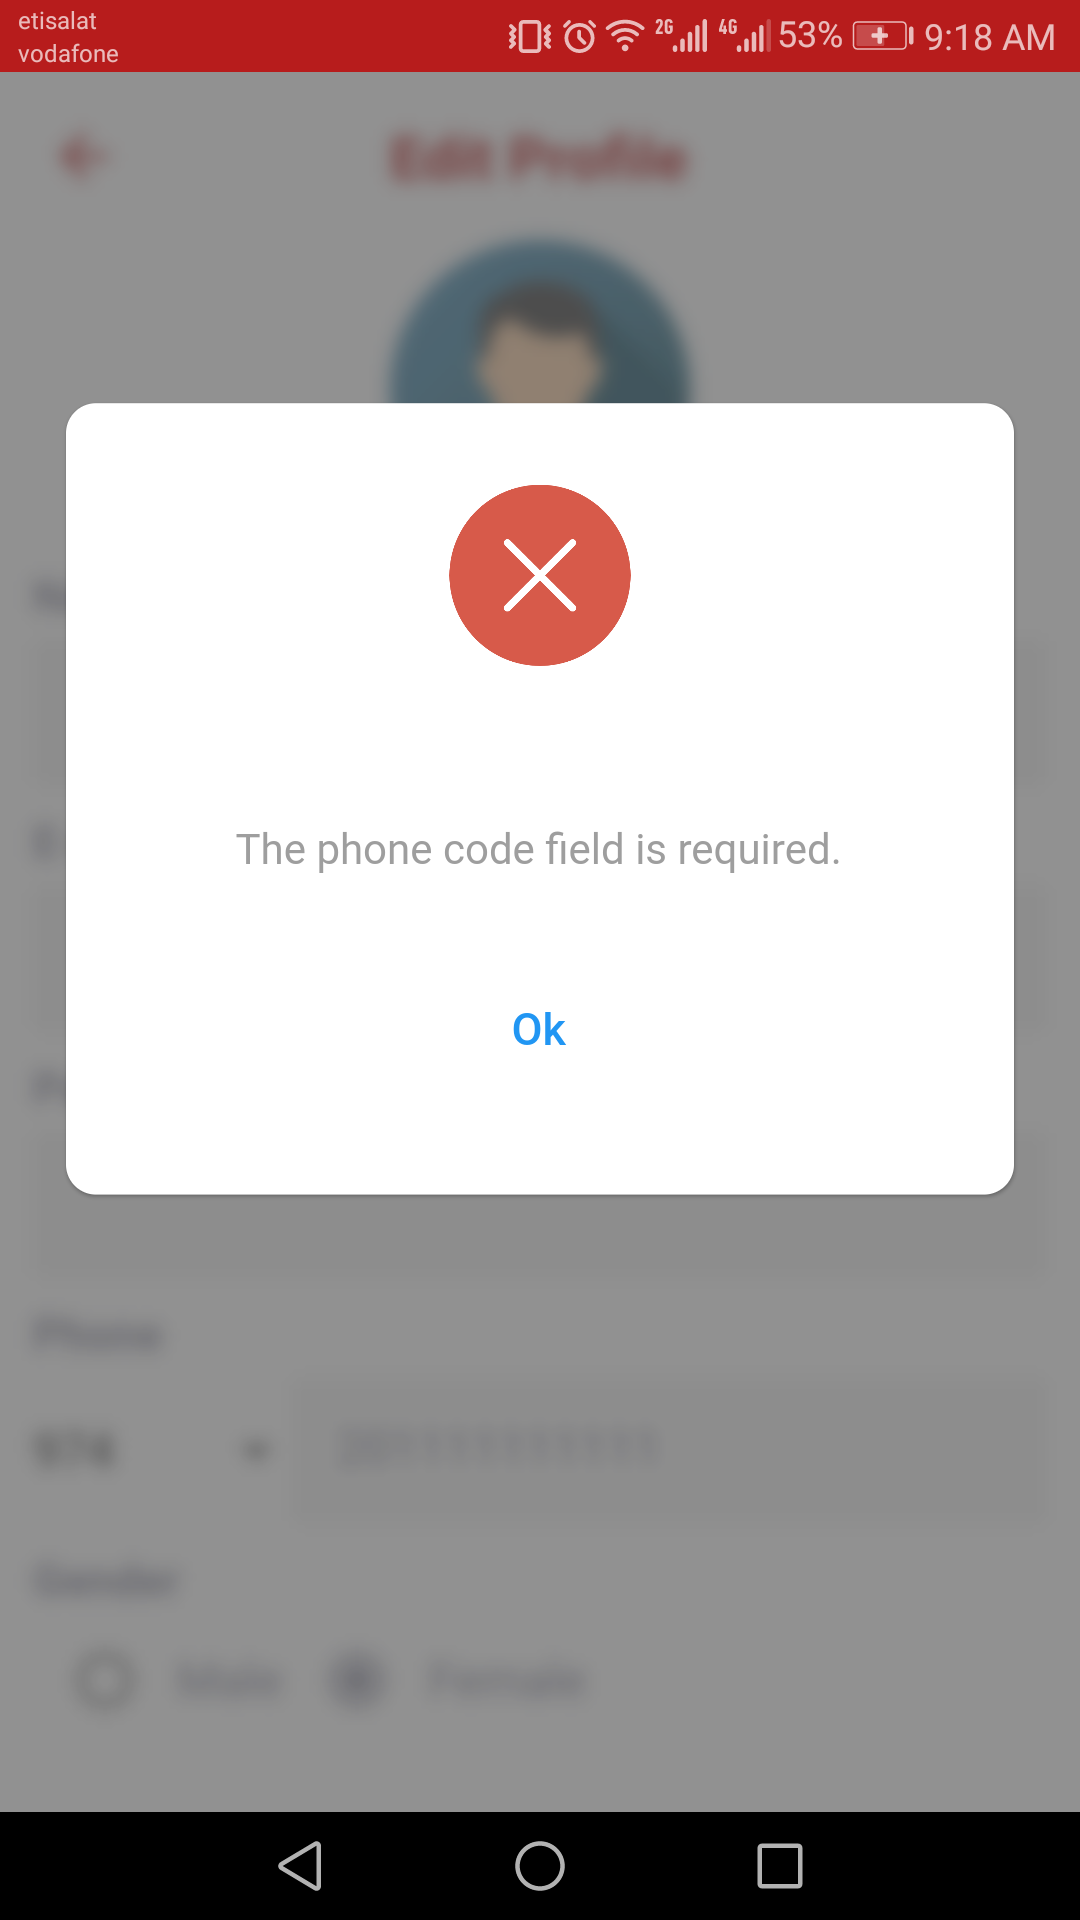 etisalat
vodafone
2G 4G 53% 9:18 AM
Edit Profile
The phone code field is required.
Ok
Phone
974 201111111111
Gender
Male Female